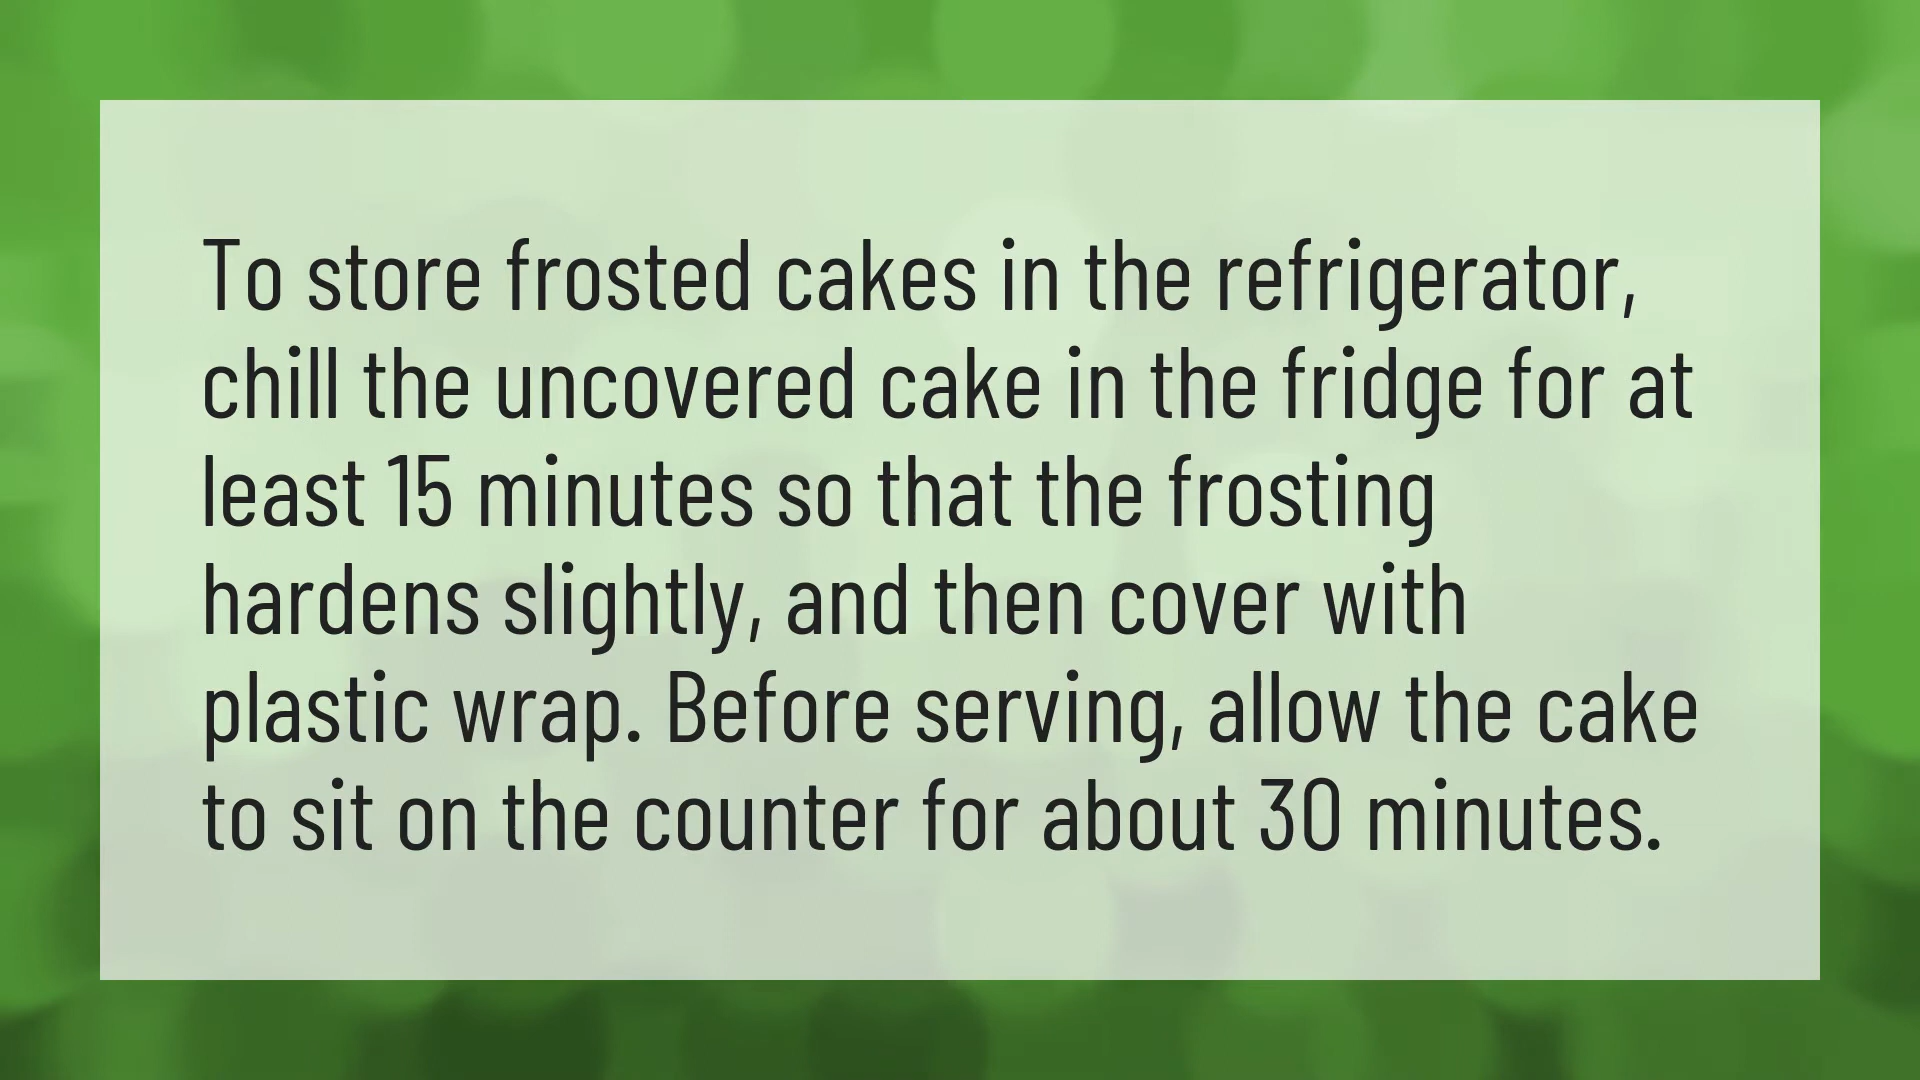 To store frosted cakes in the refrigerator,
chill the uncovered cake in the fridge for at
least 15 minutes so that the frosting
hardens slightly, and then cover with
plastic wrap. Before serving, allow the cake
to sit on the counter for about 30 minutes.